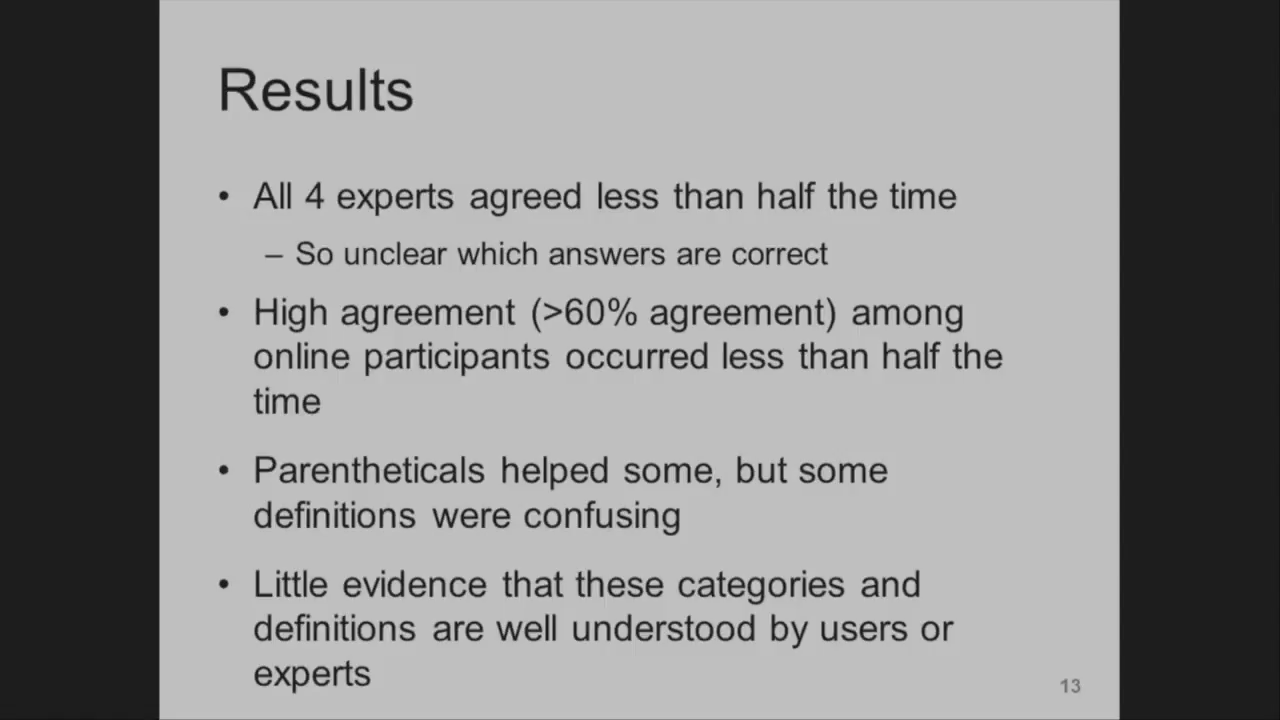 Results
• All 4 experts agreed less than half the time
– So unclear which answers are correct
• High agreement (>60% agreement) among
online participants occurred less than half the
time
• Parentheticals helped some, but some
definitions were confusing
• Little evidence that these categories and
definitions are well understood by users or
experts
13